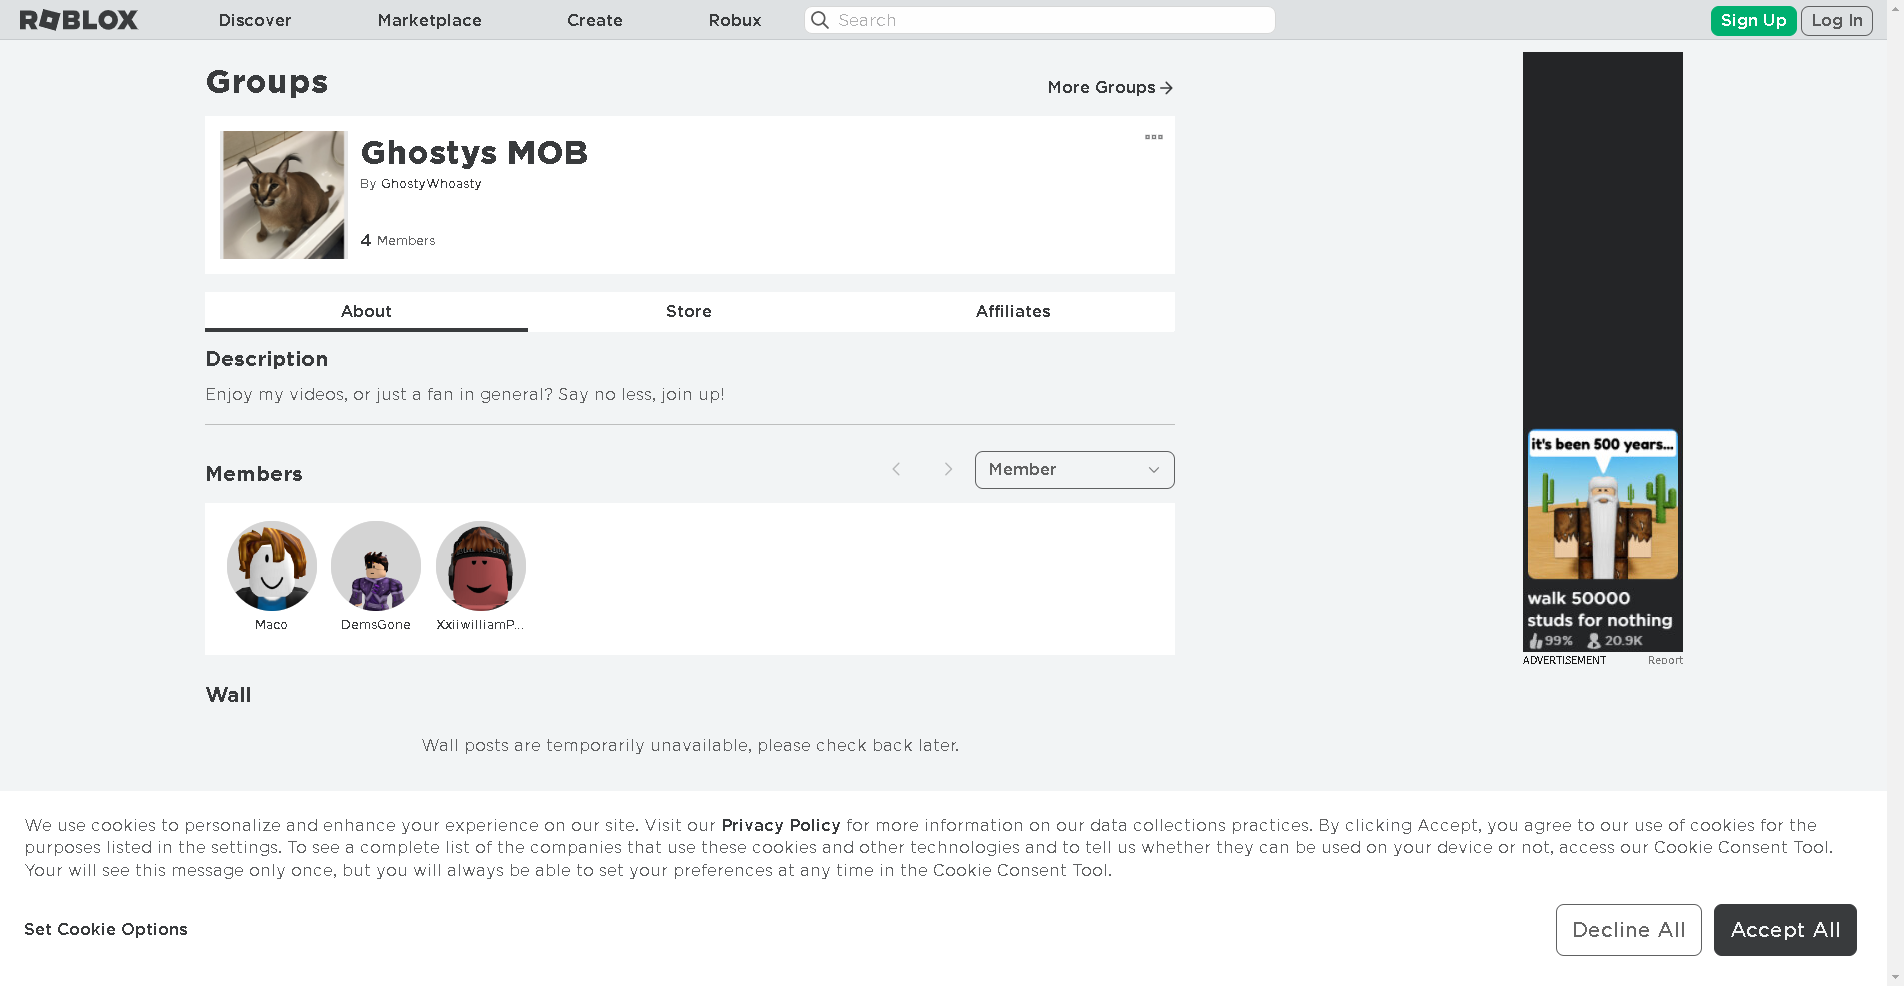 ROBLOX
Discover
Marketplace
Create
Robux
Search
Sign Up
Log In
Groups
More Groups
Ghostys MOB
By GhostyWhoasty
4 Members
About
Store
Affiliates
Description
Enjoy my videos, or just a fan in general? Say no less, join up!
Members
Member
Maco
DemsGone
XxiiwilliamP...
Wall
Wall posts are temporarily unavailable, please check back later.
it's been 500 years...
walk 50000
studs for nothing
99% 20.9K
ADVERTISEMENT
Report
We use cookies to personalize and enhance your experience on our site. Visit our Privacy Policy for more information on our data collections practices. By clicking Accept, you agree to our use of cookies for the
purposes listed in the settings. To see a complete list of the companies that use these cookies and other technologies and to tell us whether they can be used on your device or not, access our Cookie Consent Tool.
Your will see this message only once, but you will always be able to set your preferences at any time in the Cookie Consent Tool.
Set Cookie Options
Decline All
Accept All